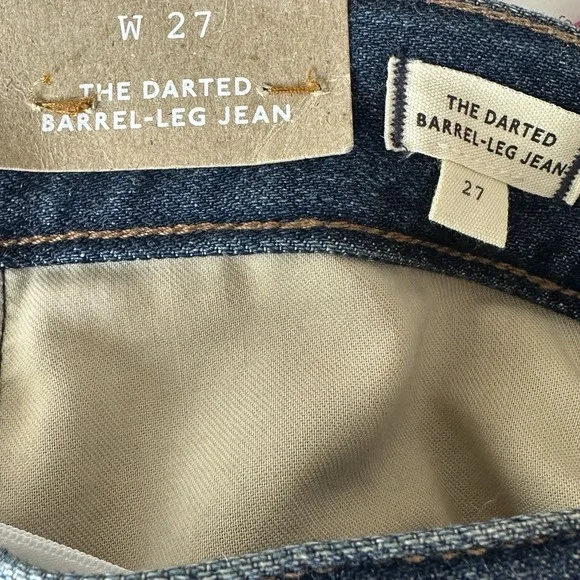 W 27
THE DARTED
BARREL-LEG JEAN
THE DARTED
BARREL-LEG JEAN
27